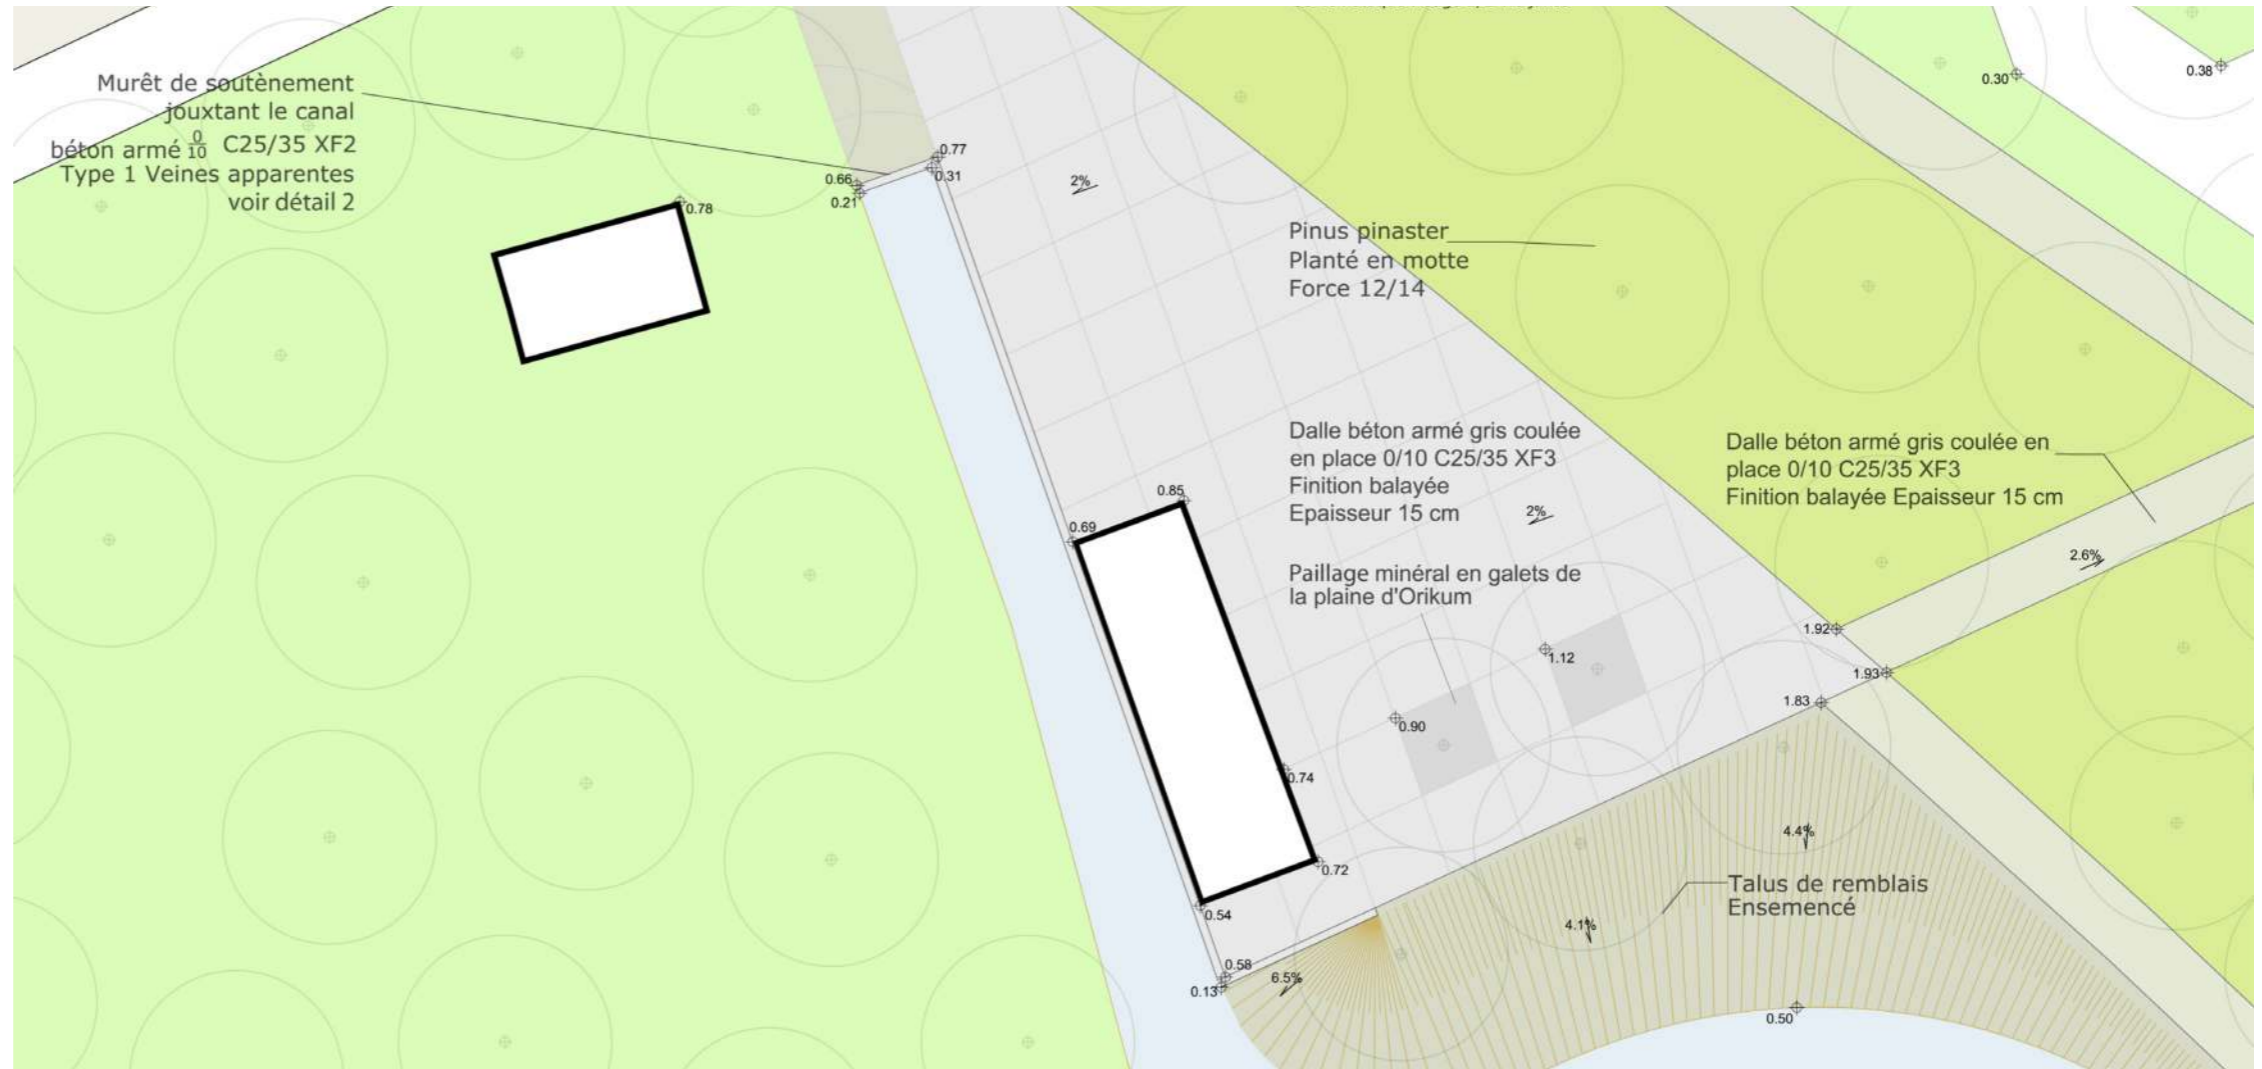 Murêt de soutènement
jouxtant le canal
béton armé 0/10 C25/35 XF2
Type 1 Veines apparentes
voir détail 2
0.30
0.38
0.77
0.31
0.66
0.21
0.78
2%
Pinus pinaster
Planté en motte
Force 12/14
Dalle béton armé gris coulée
en place 0/10 C25/35 XF3
Finition balayée
Epaisseur 15 cm
2%
Dalle béton armé gris coulée en
place 0/10 C25/35 XF3
Finition balayée Epaisseur 15 cm
0.85
0.69
2.6%
Paillage minéral en galets de
la plaine d'Orikum
1.92
1.12
1.93
1.83
0.90
0.74
4.4%
0.72
Talus de remblais
Ensemencé
0.54
4.1%
0.58
6.5%
0.13
0.50